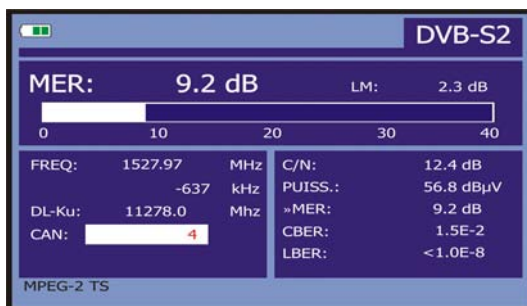 DVB-S2
MER: 9.2 dB LM: 2.3 dB
0 10 20 30 40
FREQ: 1527.97 MHz
-637 kHz
DL-Ku: 11278.0 Mhz
CAN: 4
C/N: 12.4 dB
PUISS.: 56.8 dBµV
»MER: 9.2 dB
CBER: 1.5E-2
LBER: <1.0E-8
MPEG-2 TS